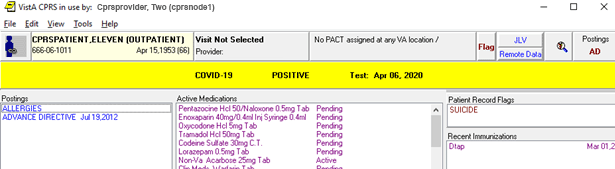 VistA CPRS in use by: Cprsprovider, Two (cprsnode1)
File Edit View Tools Help
CPRSPATIENT,ELEVEN (OUTPATIENT)
666-06-1011 Apr 15,1953 (66)
Visit Not Selected
Provider:
No PACT assigned at any VA location /
Flag
JLV
Remote Data
Postings
AD
COVID-19 POSITIVE Test: Apr 06, 2020
Postings
ALLERGIES
ADVANCE DIRECTIVE Jul 19,2012
Active Medications
Pentazocine Hcl 50/Naloxone 0.5mg Tab Pending
Enoxaparin 40mg/0.4ml Inj Syringe 0.4ml Pending
Oxycodone Hcl 5mg Tab Pending
Tramadol Hcl 50mg Tab Pending
Codeine Sulfate 30mg C.T. Pending
Lorazepam 0.5mg Tab Pending
Non-Va Acarbose 25mg Tab Active
Patient Record Flags
SUICIDE
Recent Immunizations
Dtap Mar 01,2